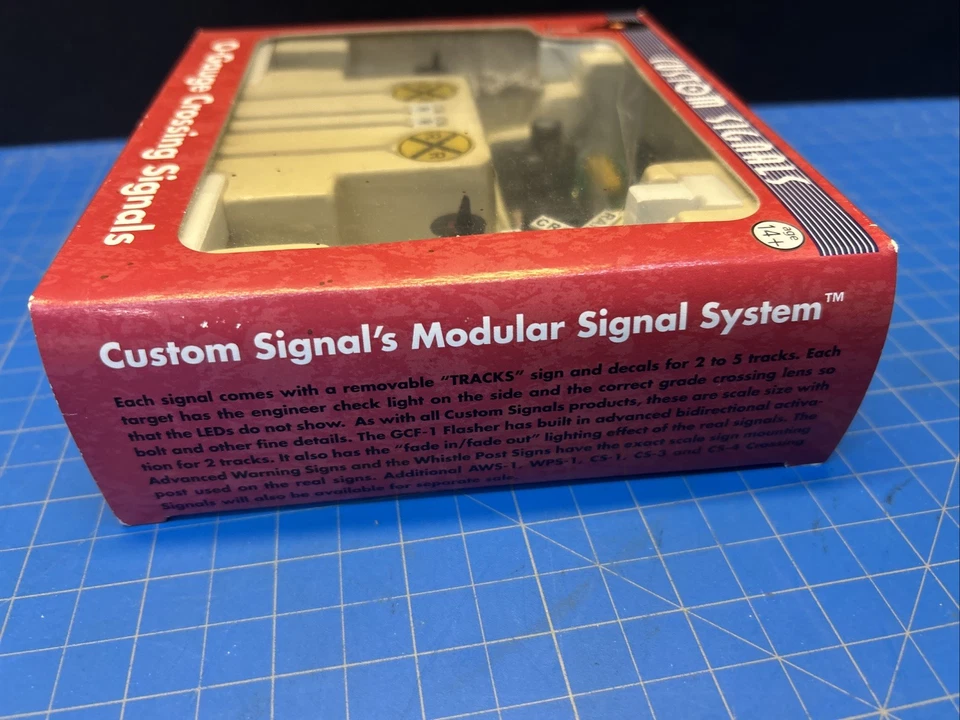 O-Gauge Crossing Signals
CUSTOM SIGNALS
R R
R
CR
RA
age
14+
Custom Signal's Modular Signal System™
Each signal comes with a removable "TRACKS" sign and decals for 2 to 5 tracks. Each
target has the engineer check light on the side and the correct grade crossing lens so
that the LEDs do not show. As with all Custom Signals products, these are scale size with
bolt and other fine details. The GCF-1 Flasher has built in advanced bidirectional activa-
tion for 2 tracks. It also has the "fade in/fade out" lighting effect of the real signals. The
Advanced Warning Signs and the Whistle Post Signs have the exact scale sign mounting
post used on the real signs. Additional AWS-1, WPS-1, CS-1, CS-3 and CS-4 Crossing
Signals will also be available for separate sale.